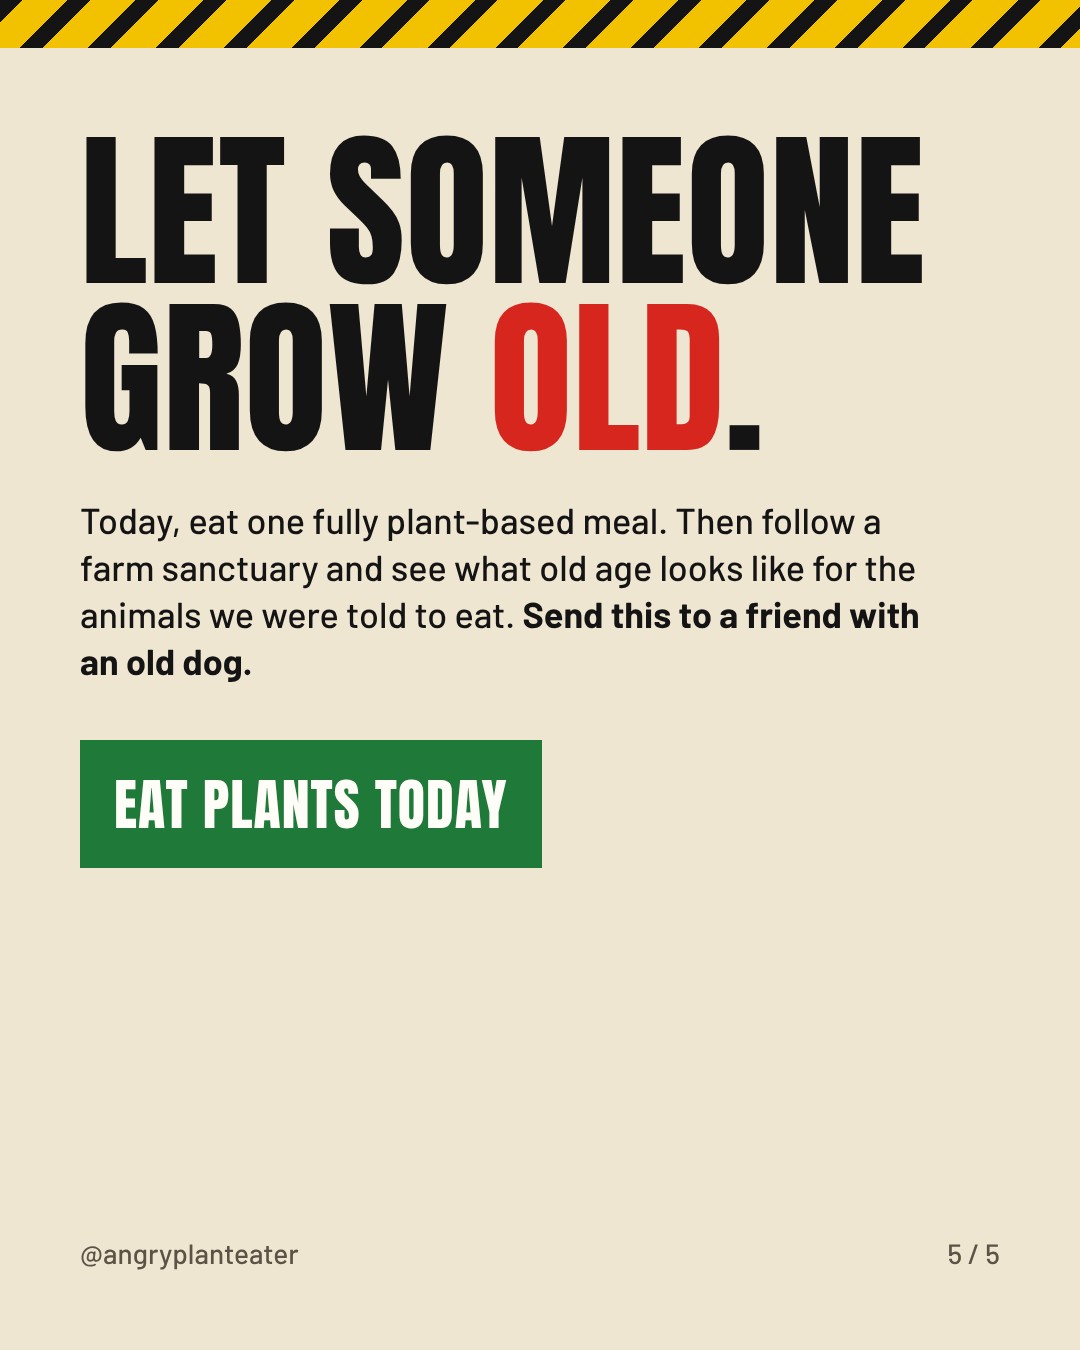 LET SOMEONE
GROW OLD.
Today, eat one fully plant-based meal. Then follow a
farm sanctuary and see what old age looks like for the
animals we were told to eat. Send this to a friend with
an old dog.
EAT PLANTS TODAY
@angryplanteater
5 / 5